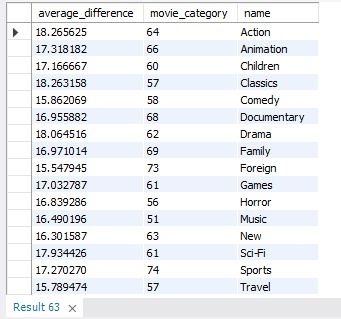 average_difference movie_category name
18.265625 64 Action
17.318182 66 Animation
17.166667 60 Children
18.263158 57 Classics
15.862069 58 Comedy
16.955882 68 Documentary
18.064516 62 Drama
16.971014 69 Family
15.547945 73 Foreign
17.032787 61 Games
16.839286 56 Horror
16.490196 51 Music
16.301587 63 New
17.934426 61 Sci-Fi
17.270270 74 Sports
15.789474 57 Travel
Result 63